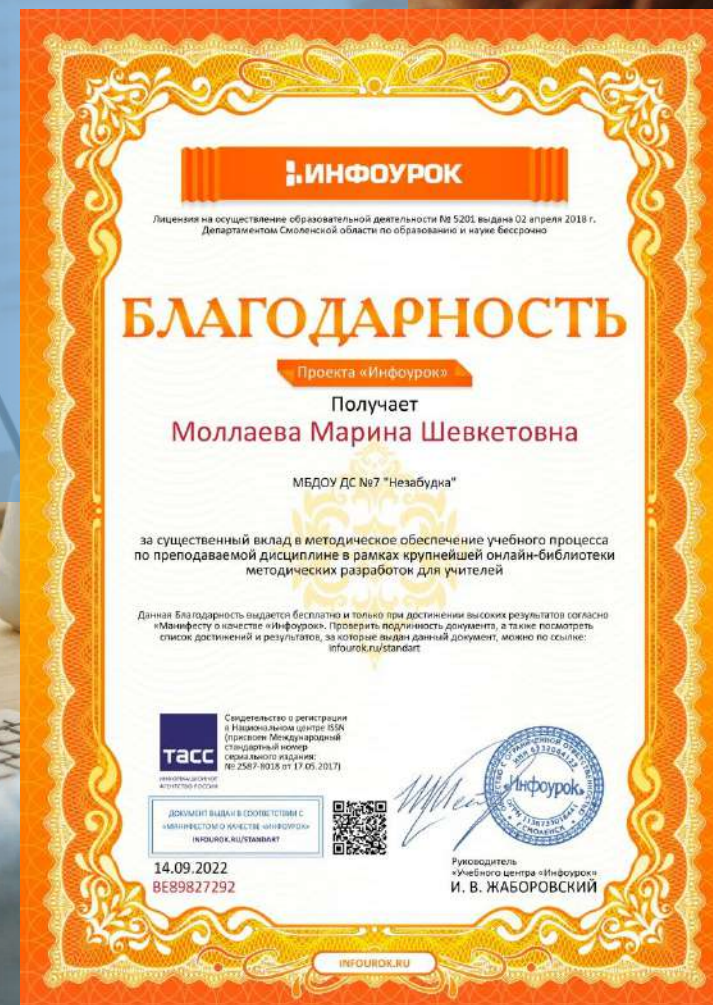 ИНФОУРОК
Лицензия на осуществление образовательной деятельности № 5201 выдана 02 апреля 2018 г.
Департаментом Смоленской области по образованию и науке бессрочно
БЛАГОДАРНОСТЬ
Проекта «Инфоурок»
Получает
Моллаева Марина Шевкетовна
МБДОУ ДС №7 "Незабудка"
за существенный вклад в методическое обеспечение учебного процесса
по преподаваемой дисциплине в рамках крупнейшей онлайн-библиотеки
методических разработок для учителей
Данная Благодарность выдается бесплатно и только при достижении высоких результатов согласно
«Манифесту о качестве «Инфоурок». Проверить подлинность документа, а также посмотреть
список достижений и результатов, за которые выдан данный документ, можно по ссылке:
infourok.ru/standart
ТАСС
ИНФОРМАЦИОННОЕ
АГЕНТСТВО РОССИИ
Свидетельство о регистрации
в Национальном центре ISSN
(присвоен Международный
стандартный номер
сериального издания:
№ 2587-8018 от 17.05.2017)
ДОКУМЕНТ ВЫДАН В СООТВЕТСТВИИ С
«МАНИФЕСТОМ О КАЧЕСТВЕ «ИНФОУРОК»
INFOUROK.RU/STANDART
14.09.2022
BE89827292
Инфоурок
Руководитель
«Учебного центра «Инфоурок»
И. В. ЖАБОРОВСКИЙ
INFOUROK.RU